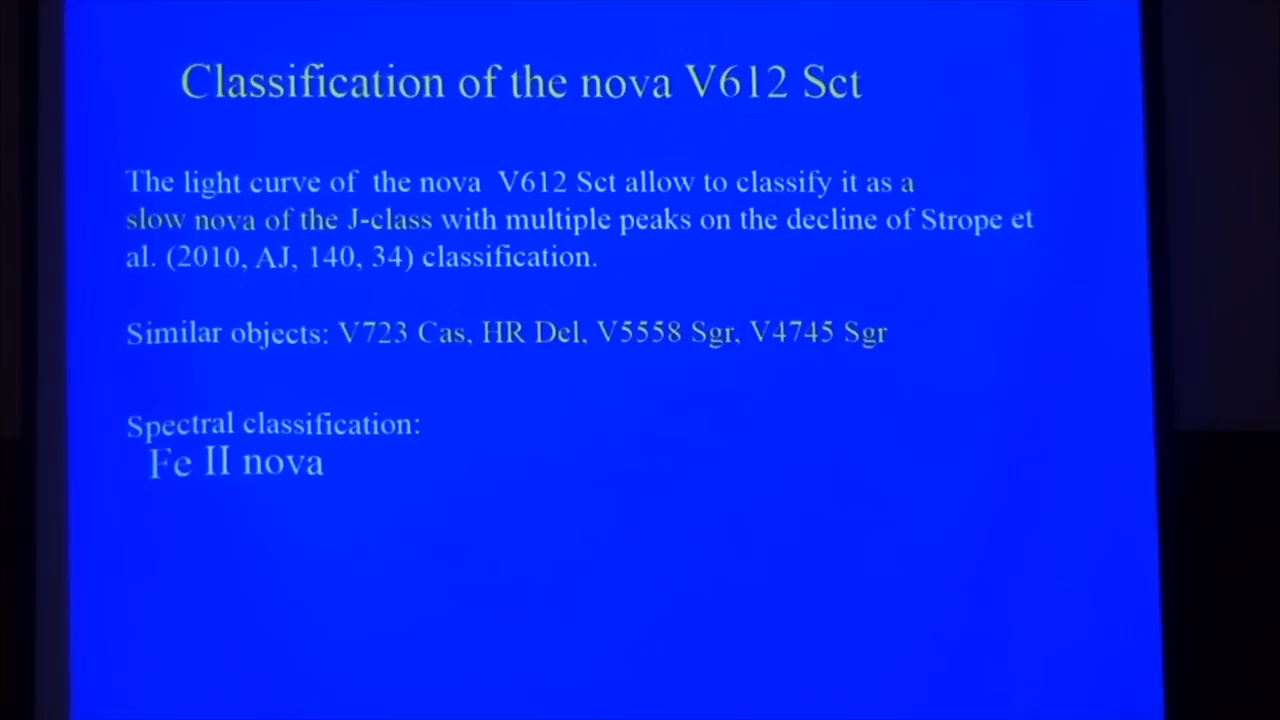 Classification of the nova V612 Sct
The light curve of the nova V612 Sct allow to classify it as a
slow nova of the J-class with multiple peaks on the decline of Strope et
al. (2010, AJ, 140, 34) classification.
Similar objects: V723 Cas, HR Del, V5558 Sgr, V4745 Sgr
Spectral classification:
Fe II nova